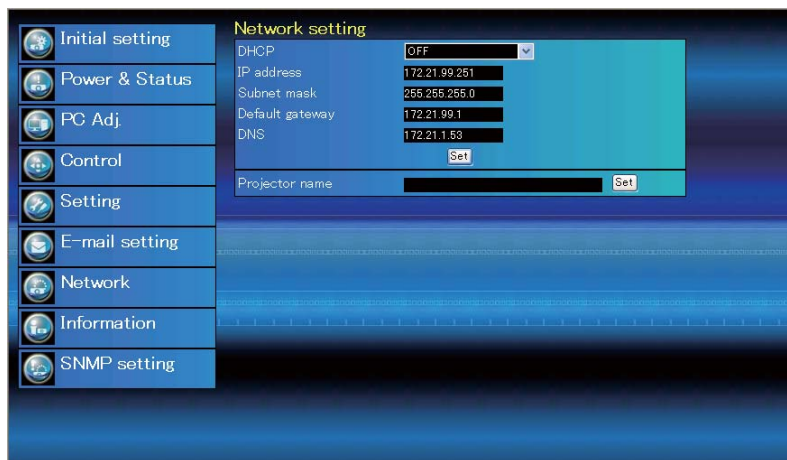 Initial setting
Power & Status
PC Adj.
Control
Setting
E-mail setting
Network
Information
SNMP setting
Network setting
DHCP OFF
IP address 172.21.99.251
Subnet mask 255.255.255.0
Default gateway 172.21.99.1
DNS 172.21.1.53
Set
Projector name Set